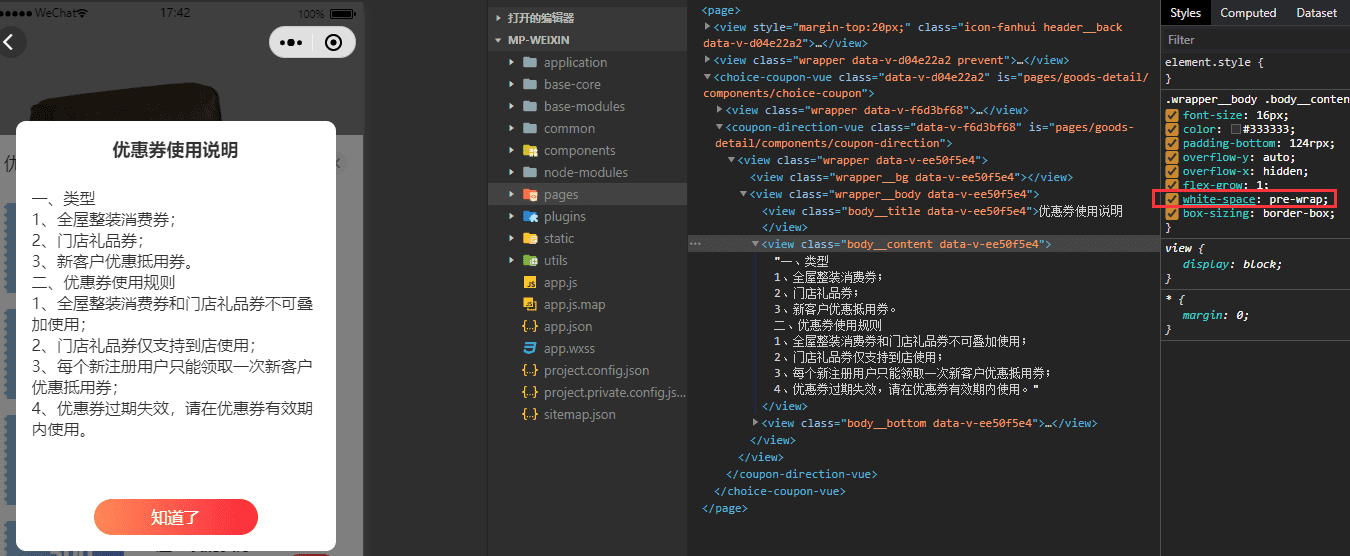 WeChat
17:42
100%
优惠券使用说明
一、类型
1、全屋整装消费券；
2、门店礼品券；
3、新客户优惠抵用券。
二、优惠券使用规则
1、全屋整装消费券和门店礼品券不可叠
加使用；
2、门店礼品券仅支持到店使用；
3、每个新注册用户只能领取一次新客户
优惠抵用券；
4、优惠券过期失效，请在优惠券有效期
内使用。
知道了
打开的编辑器
MP-WEIXIN
application
base-core
base-modules
common
components
node-modules
pages
plugins
static
utils
app.js
app.js.map
app.json
app.wxss
project.config.json
project.private.config.js...
sitemap.json
<page>
<view style="margin-top:20px;" class="icon-fanhui header__back
data-v-d04e22a2">…</view>
<view class="wrapper data-v-d04e22a2 prevent">…</view>
<choice-coupon-vue class="data-v-d04e22a2" is="pages/goods-detail/
components/choice-coupon">
<view class="wrapper data-v-f6d3bf68">…</view>
<coupon-direction-vue class="data-v-f6d3bf68" is="pages/goods-
detail/components/coupon-direction">
<view class="wrapper data-v-ee50f5e4">
<view class="wrapper__bg data-v-ee50f5e4"></view>
<view class="wrapper__body data-v-ee50f5e4">
<view class="body__title data-v-ee50f5e4">优惠券使用说明
</view>
<view class="body__content data-v-ee50f5e4">
"一、类型
1、全屋整装消费券；
2、门店礼品券；
3、新客户优惠抵用券。
二、优惠券使用规则
1、全屋整装消费券和门店礼品券不可叠加使用；
2、门店礼品券仅支持到店使用；
3、每个新注册用户只能领取一次新客户优惠抵用券；
4、优惠券过期失效，请在优惠券有效期内使用。"
</view>
<view class="body__bottom data-v-ee50f5e4">…</view>
</view>
</view>
</coupon-direction-vue>
</choice-coupon-vue>
</page>
Styles Computed Dataset
Filter
element.style {
}
.wrapper__body .body__content
font-size: 16px;
color: #333333;
padding-bottom: 124rpx;
overflow-y: auto;
overflow-x: hidden;
flex-grow: 1;
white-space: pre-wrap;
box-sizing: border-box;
}
view {
display: block;
}
* {
margin: 0;
}